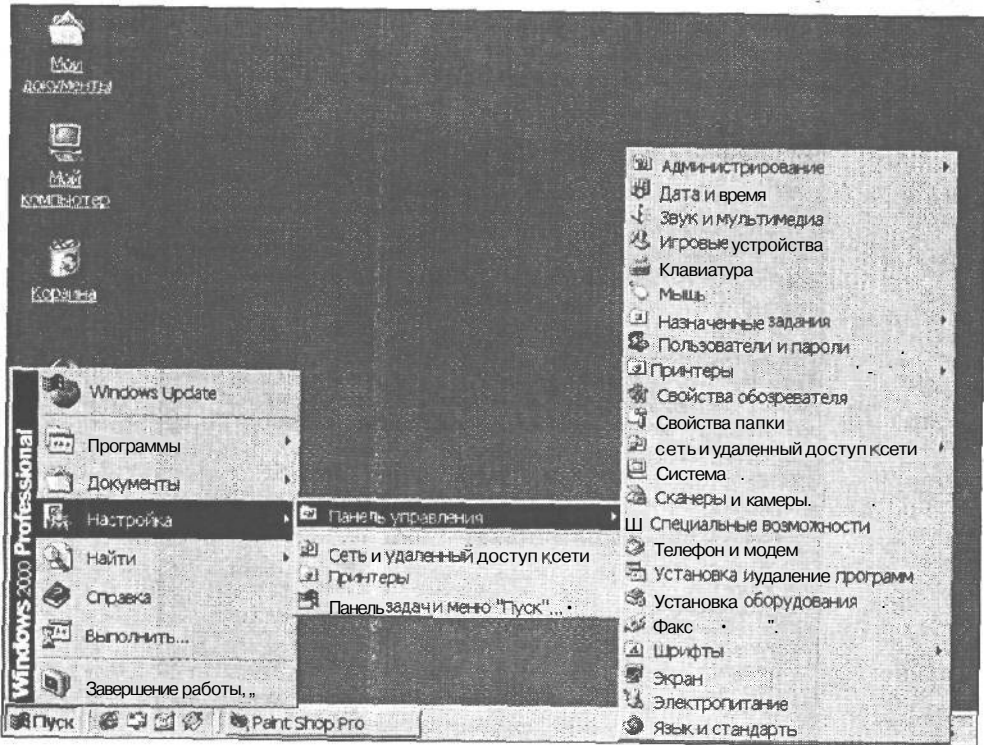 Мои
документы
Мой
компьютер
Корзина
Windows Update
Программы
Документы
Настройка
Найти
Справка
Выполнить...
Завершение работы, „
Windows 2000 Professional
Панель управления
Сеть и удаленный доступ к сети
Принтеры
Панель задач и меню "Пуск"...
Администрирование
Дата и время
Звук и мультимедиа
Игровые устройства
Клавиатура
Мышь
Назначенные задания
Пользователи и пароли
Принтеры
Свойства обозревателя
Свойства папки
сеть и удаленный доступ к сети
Система
Сканеры и камеры.
Ш Специальные возможности
Телефон и модем
Установка и удаление программ
Установка оборудования
Факс
Шрифты
Экран
Электропитание
Язык и стандарты
Пуск
Paint Shop Pro